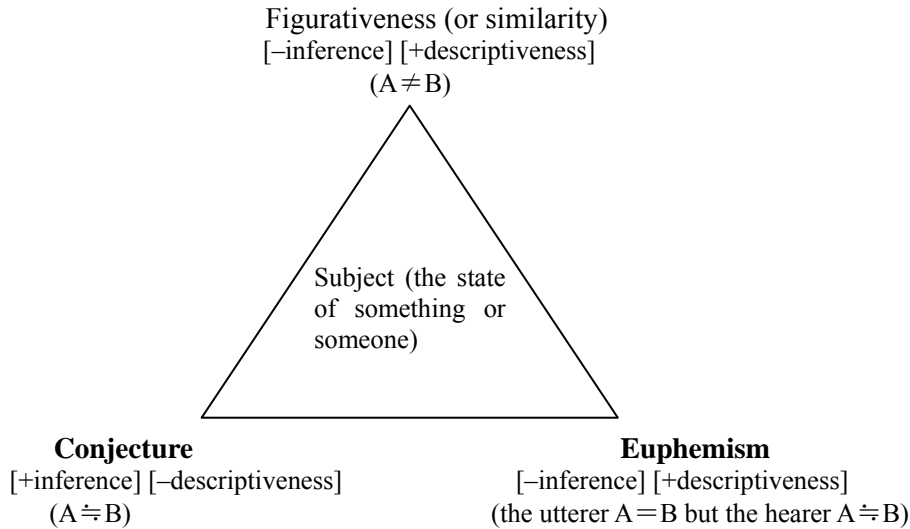 Figurativeness (or similarity)
[–inference] [+descriptiveness]
(A≠B)
Subject (the state
of something or
someone)
Conjecture
[+inference] [–descriptiveness]
(A≒B)
Euphemism
[–inference] [+descriptiveness]
(the utterer A=B but the hearer A≒B)